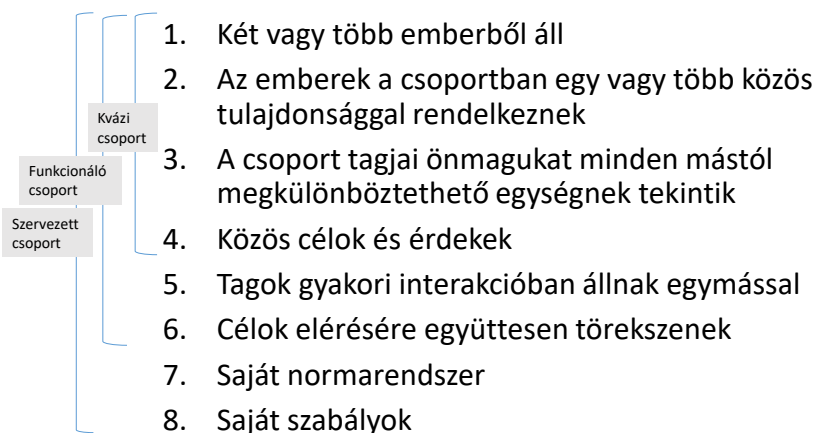 1. Két vagy több emberből áll
2. Az emberek a csoportban egy vagy több közös
tulajdonsággal rendelkeznek
Kvázi
csoport
3. A csoport tagjai önmagukat minden mástól
megkülönböztethető egységnek tekintik
Funkcionáló
csoport
Szervezett
csoport
4. Közös célok és érdekek
5. Tagok gyakori interakcióban állnak egymással
6. Célok elérésére együttesen törekszenek
7. Saját normarendszer
8. Saját szabályok